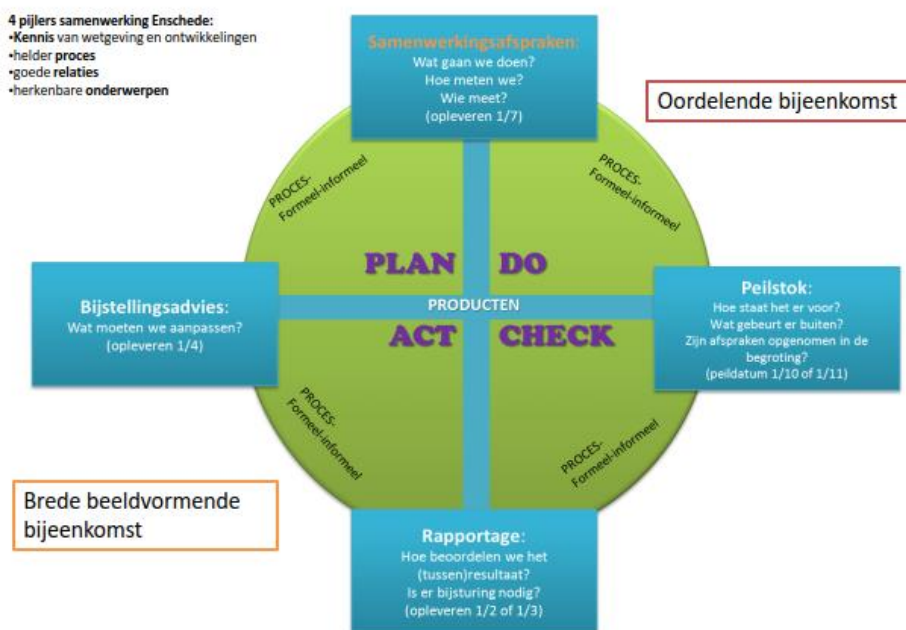 4 pijlers samenwerking Enschede:
•Kennis van wetgeving en ontwikkelingen
•helder proces
•goede relaties
•herkenbare onderwerpen
Samenwerkingsafspraken:
Wat gaan we doen?
Hoe meten we?
Wie meet?
(opleveren 1/7)
Oordelende bijeenkomst
PROCES-
Formeel-informeel
PROCES-
Formeel-informeel
PLAN
DO
Bijstellingsadvies:
Wat moeten we aanpassen?
(opleveren 1/4)
PRODUCTEN
Peilstok:
Hoe staat het er voor?
Wat gebeurt er buiten?
Zijn afspraken opgenomen in de
begroting?
(peildatum 1/10 of 1/11)
ACT
CHECK
PROCES-
Formeel-informeel
PROCES-
Formeel-informeel
Brede beeldvormende
bijeenkomst
Rapportage:
Hoe beoordelen we het
(tussen)resultaat?
Is er bijsturing nodig?
(opleveren 1/2 of 1/3)